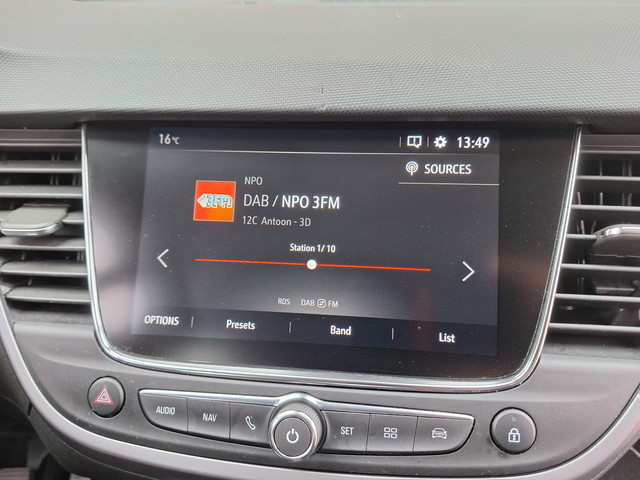 16°C
13:49
SOURCES
NPO
3FM
DAB / NPO 3FM
12C Antoon - 3D
Station 1/ 10
RDS DAB FM
OPTIONS Presets Band List
AUDIO NAV SET